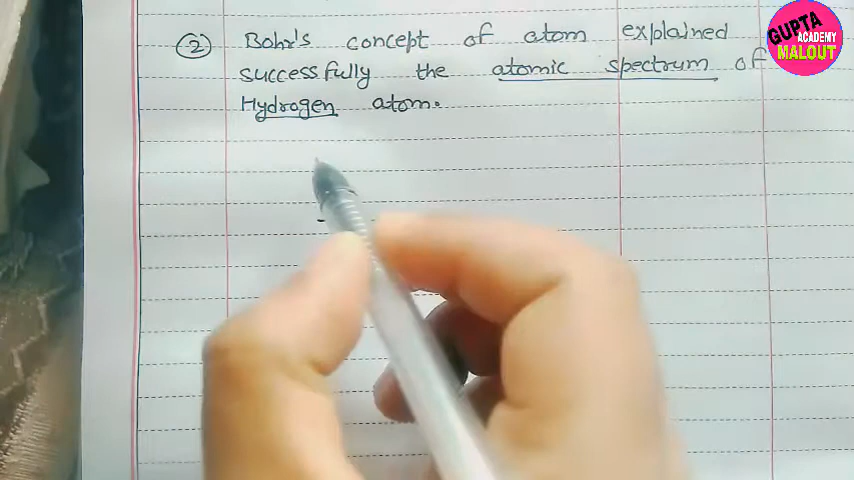 ② Bohr's concept of atom explained
successfully the atomic spectrum of
Hydrogen atom.
GUPTA
ACADEMY
MALOUT